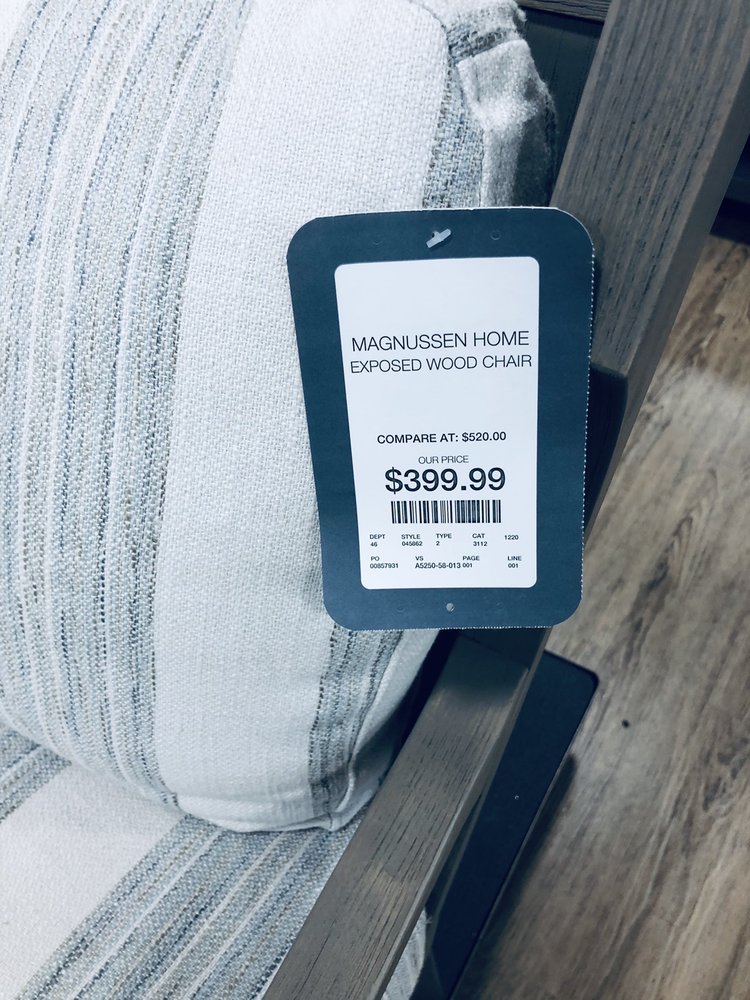 MAGNUSSEN HOME
EXPOSED WOOD CHAIR
COMPARE AT: $520.00
OUR PRICE
$399.99
DEPT STYLE TYPE CAT 1220
46 045862 2 3112
PO VS PAGE LINE
00857931 A5250-58-013 001 001